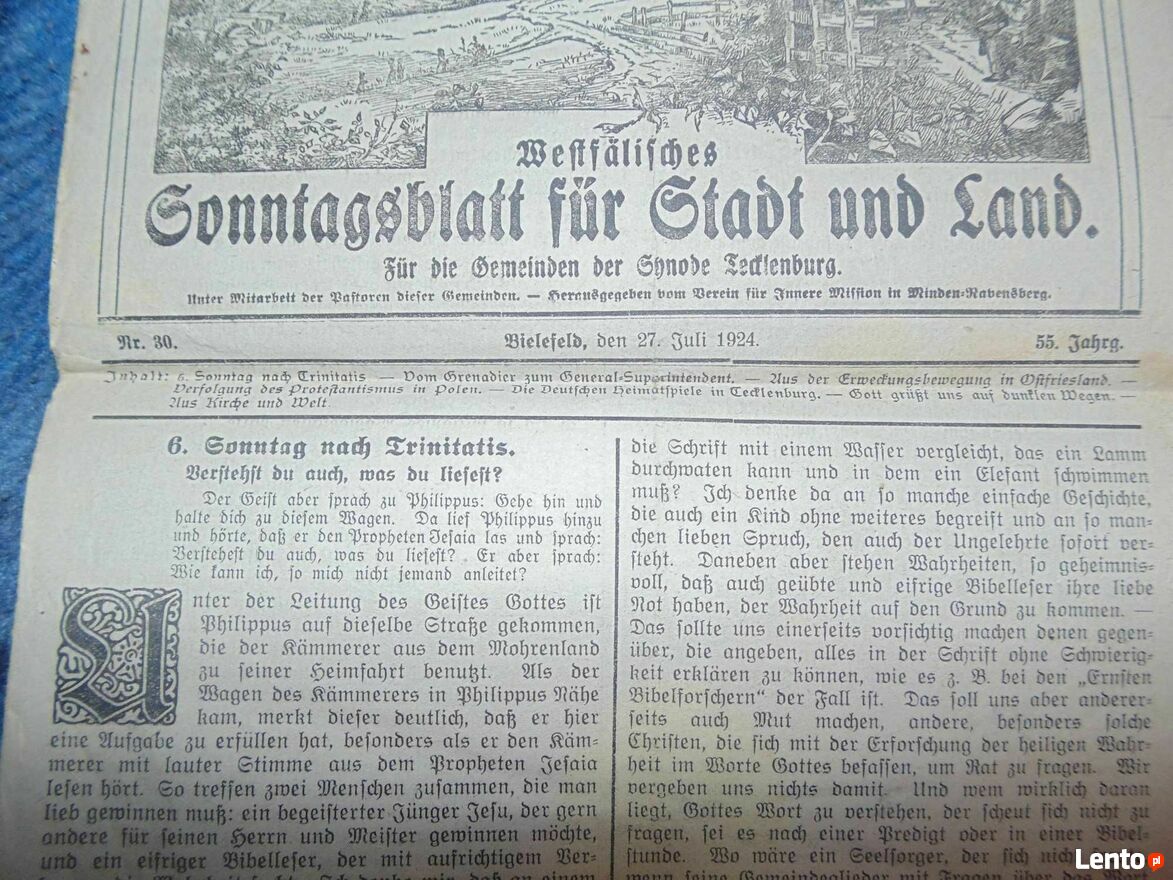 Westfälisches
Sonntagsblatt für Stadt und Land.
Für die Gemeinden der Synode Tecklenburg.
Unter Mitarbeit der Pastoren dieser Gemeinden. — Herausgegeben vom Verein für Innere Mission in Minden-Ravensberg.
Nr. 30.
Bielefeld, den 27. Juli 1924.
55. Jahrg.
Inhalt: 6. Sonntag nach Trinitatis — Vom Grenadier zum General-Superintendent. — Aus der Erweckungsbewegung in Ostfriesland. —
Verfolgung des Protestantismus in Polen. — Die Deutschen Heimatspiele in Tecklenburg. — Gott grüßt uns auf dunklen Wegen. —
Aus Kirche und Welt.
6. Sonntag nach Trinitatis.
Verstehst du auch, was du liesest?
Der Geist aber sprach zu Philippus: Gehe hin und
halte dich zu diesem Wagen. Da lief Philippus hinzu
und hörte, daß er den Propheten Jesaia las und sprach:
Verstehest du auch, was du liesest? Er aber sprach:
Wie kann ich, so mich nicht jemand anleitet?
Unter der Leitung des Geistes Gottes ist
Philippus auf dieselbe Straße gekommen,
die der Kämmerer aus dem Mohrenland
zu seiner Heimfahrt benutzt. Als der
Wagen des Kämmerers in Philippus Nähe
kam, merkt dieser deutlich, daß er hier
eine Aufgabe zu erfüllen hat, besonders als er den Käm-
merer mit lauter Stimme aus dem Propheten Jesaia
lesen hört. So treffen zwei Menschen zusammen, die man
lieb gewinnen muß: ein begeisterter Jünger Jesu, der gern
andere für seinen Herrn und Meister gewinnen möchte,
und ein eifriger Bibelleser, der mit aufrichtigem Ver-
die Schrift mit einem Wasser vergleicht, das ein Lamm
durchwaten kann und in dem ein Elefant schwimmen
muß? Ich denke da an so manche einfache Geschichte,
die auch ein Kind ohne weiteres begreift und an so man-
chen lieben Spruch, den auch der Ungelehrte sofort ver-
steht. Daneben aber stehen Wahrheiten, so geheimnis-
voll, daß auch geübte und eifrige Bibelleser ihre liebe
Not haben, der Wahrheit auf den Grund zu kommen. —
Das sollte uns einerseits vorsichtig machen denen gegen-
über, die angeben, alles in der Schrift ohne Schwierig-
keit erklären zu können, wie es z. B. bei den „Ernsten
Bibelforschern“ der Fall ist. Das soll uns aber anderer-
seits auch Mut machen, andere, besonders solche
Christen, die sich mit der Erforschung der heiligen Wahr-
heit im Worte Gottes befassen, um Rat zu fragen. Wir
vergeben uns nichts damit. Und wem wirklich daran
liegt, Gottes Wort zu verstehen, der scheut sich nicht zu
fragen, sei es nach einer Predigt oder in einer Bibel-
stunde. Wo wäre ein Seelsorger, der sich nicht
wenn seine Gemeindeglieder mit Fragen über das Wort
Lento.pl